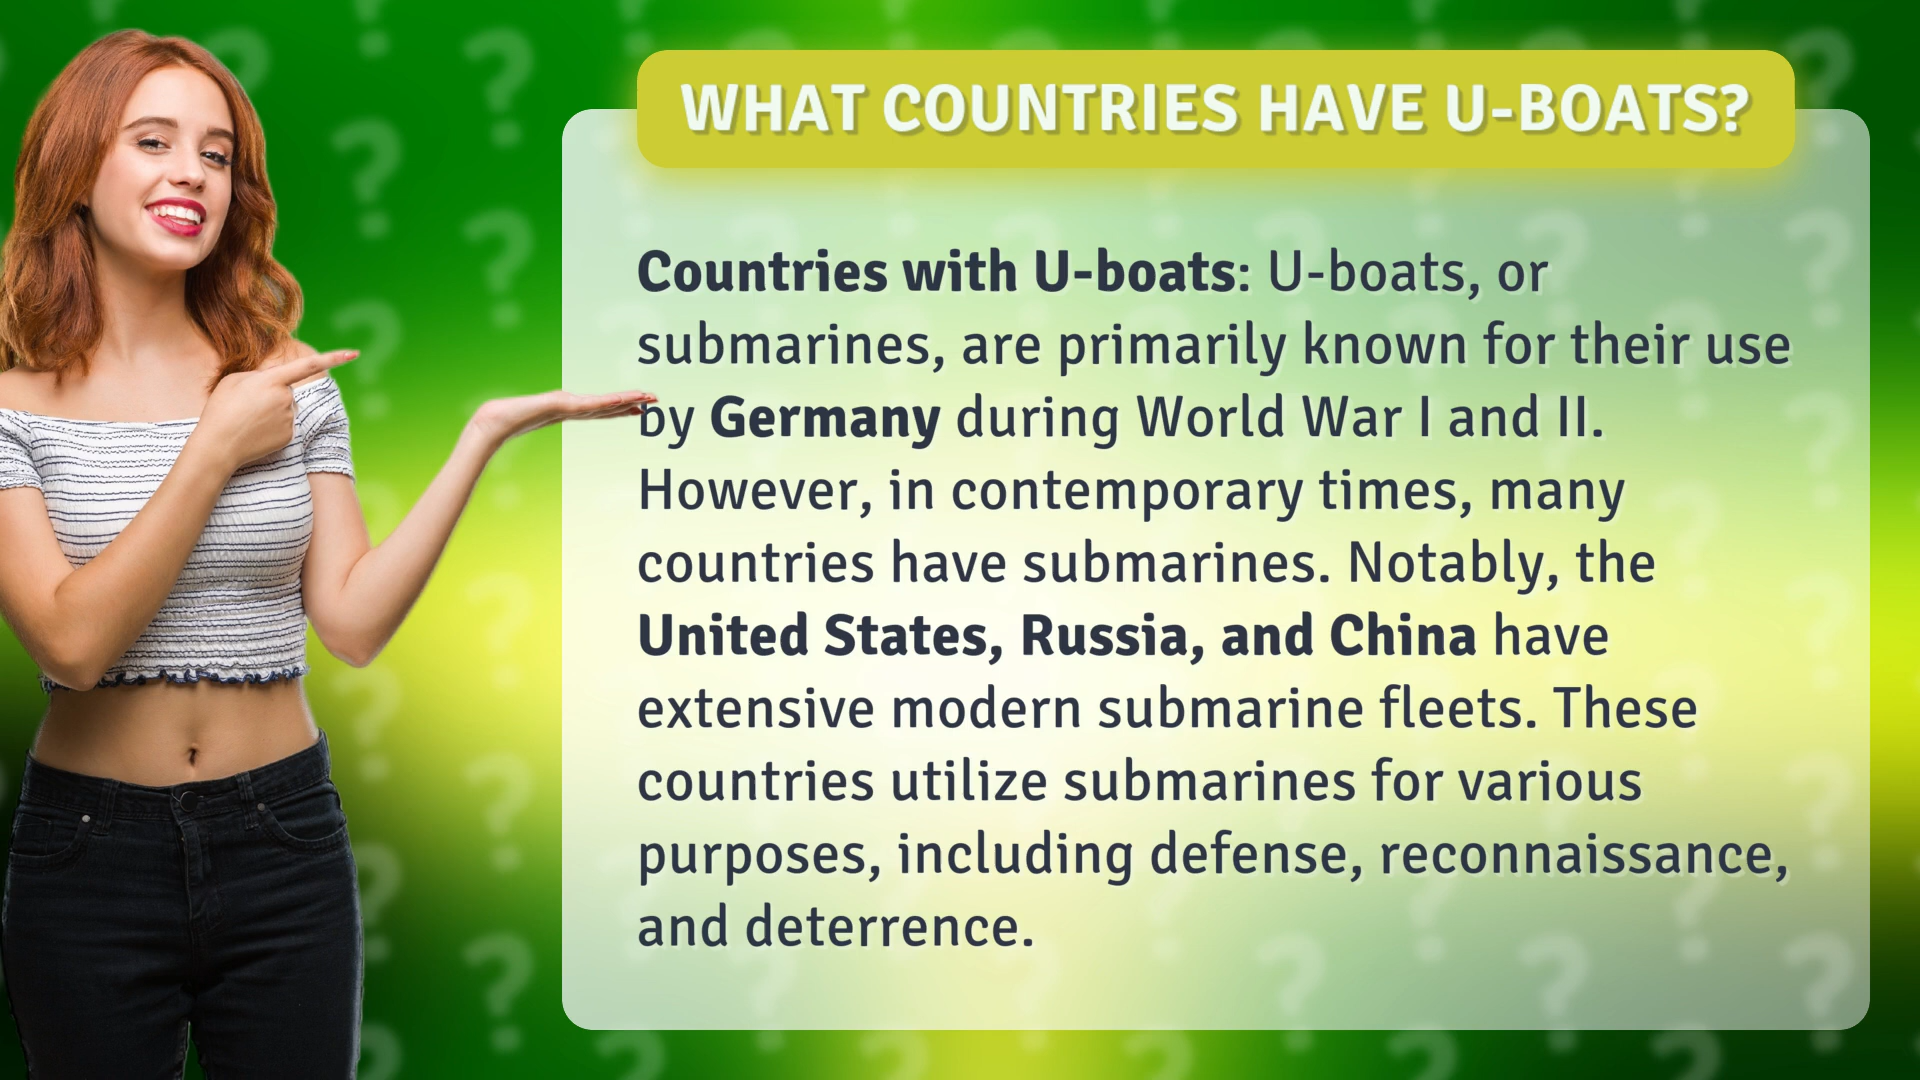 WHAT COUNTRIES HAVE U-BOATS?
Countries with U-boats: U-boats, or
submarines, are primarily known for their use
by Germany during World War I and II.
However, in contemporary times, many
countries have submarines. Notably, the
United States, Russia, and China have
extensive modern submarine fleets. These
countries utilize submarines for various
purposes, including defense, reconnaissance,
and deterrence.